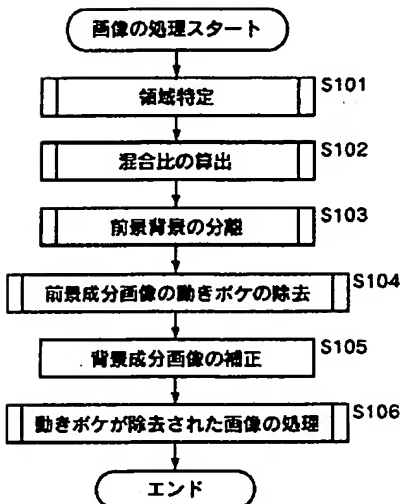 画像の処理スタート
領域特定
S101
混合比の算出
S102
前景背景の分離
S103
前景成分画像の動きボケの除去
S104
背景成分画像の補正
S105
動きボケが除去された画像の処理
S106
エンド